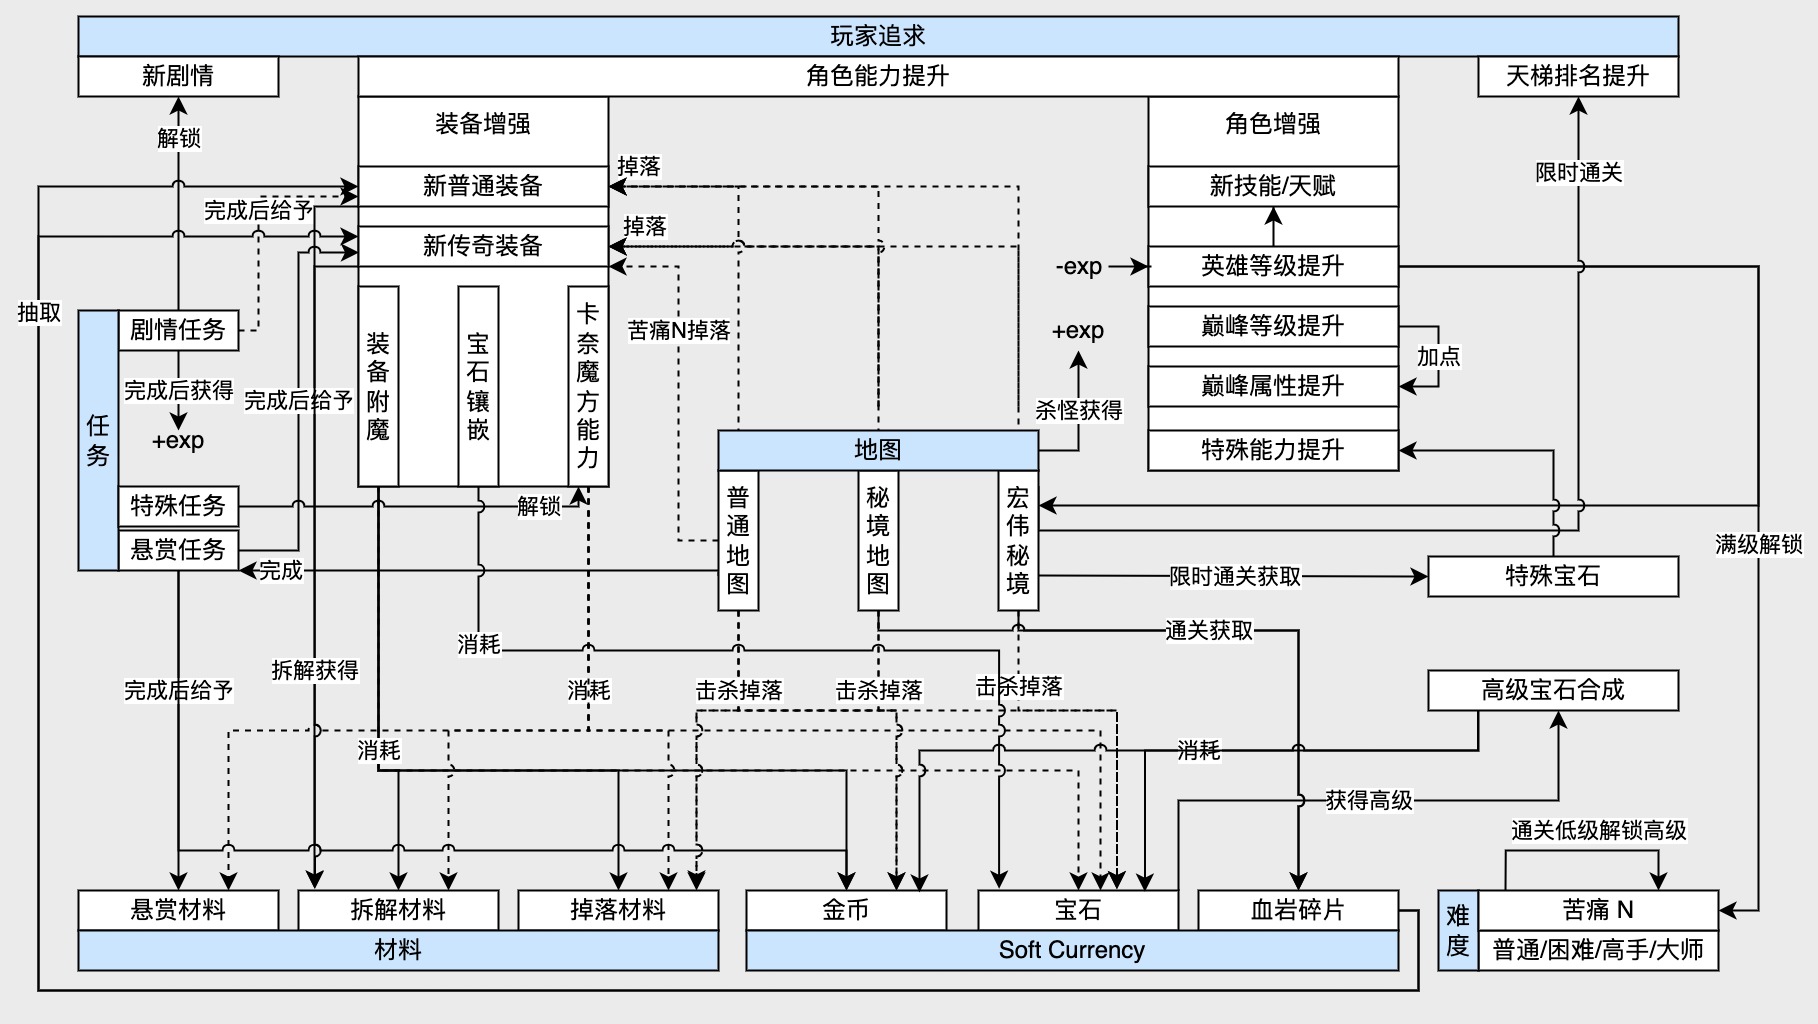 玩家追求
新剧情
角色能力提升
天梯排名提升
装备增强
角色增强
解锁
掉落
限时通关
新普通装备
新技能/天赋
完成后给予
掉落
新传奇装备
-exp
英雄等级提升
抽取
剧情任务
苦痛N掉落
+exp
巅峰等级提升
加点
装备附魔
宝石镶嵌
卡奈魔方能力
完成后获得
完成后给予
巅峰属性提升
杀怪获得
任务
+exp
地图
特殊能力提升
特殊任务
解锁
普通地图
秘境地图
宏伟秘境
悬赏任务
满级解锁
完成
限时通关获取
特殊宝石
消耗
通关获取
拆解获得
完成后给予
消耗
击杀掉落
击杀掉落
击杀掉落
高级宝石合成
消耗
消耗
获得高级
通关低级解锁高级
悬赏材料
拆解材料
掉落材料
金币
宝石
血岩碎片
难度
苦痛 N
材料
Soft Currency
普通/困难/高手/大师